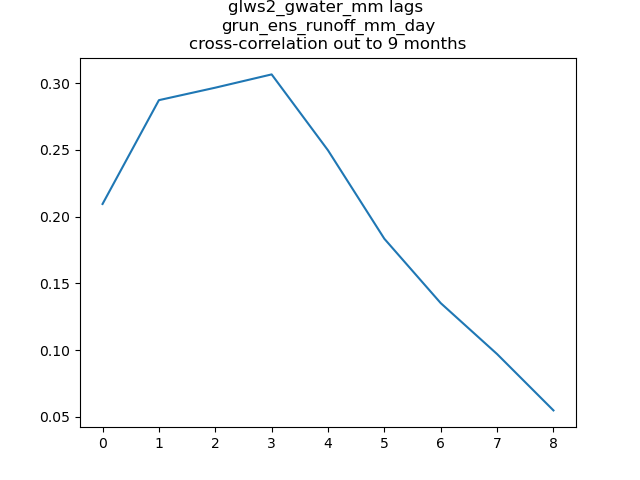 glws2_gwater_mm lags
grun_ens_runoff_mm_day
cross-correlation out to 9 months
0.30
0.25
0.20
0.15
0.10
0.05
0 1 2 3 4 5 6 7 8